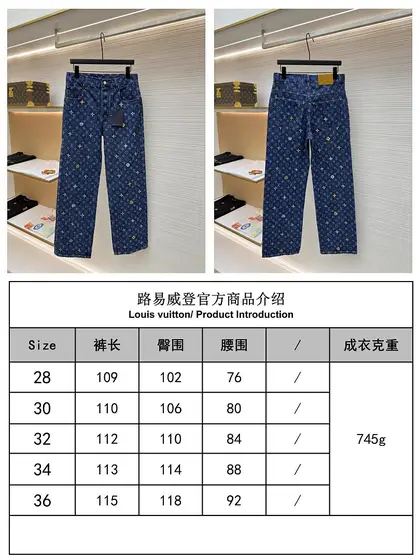 路易威登官方商品介绍
Louis vuitton/ Product Introduction
Size 裤长 臀围 腰围 / 成衣克重
28 109 102 76 /
30 110 106 80 /
32 112 110 84 / 745g
34 113 114 88 /
36 115 118 92 /